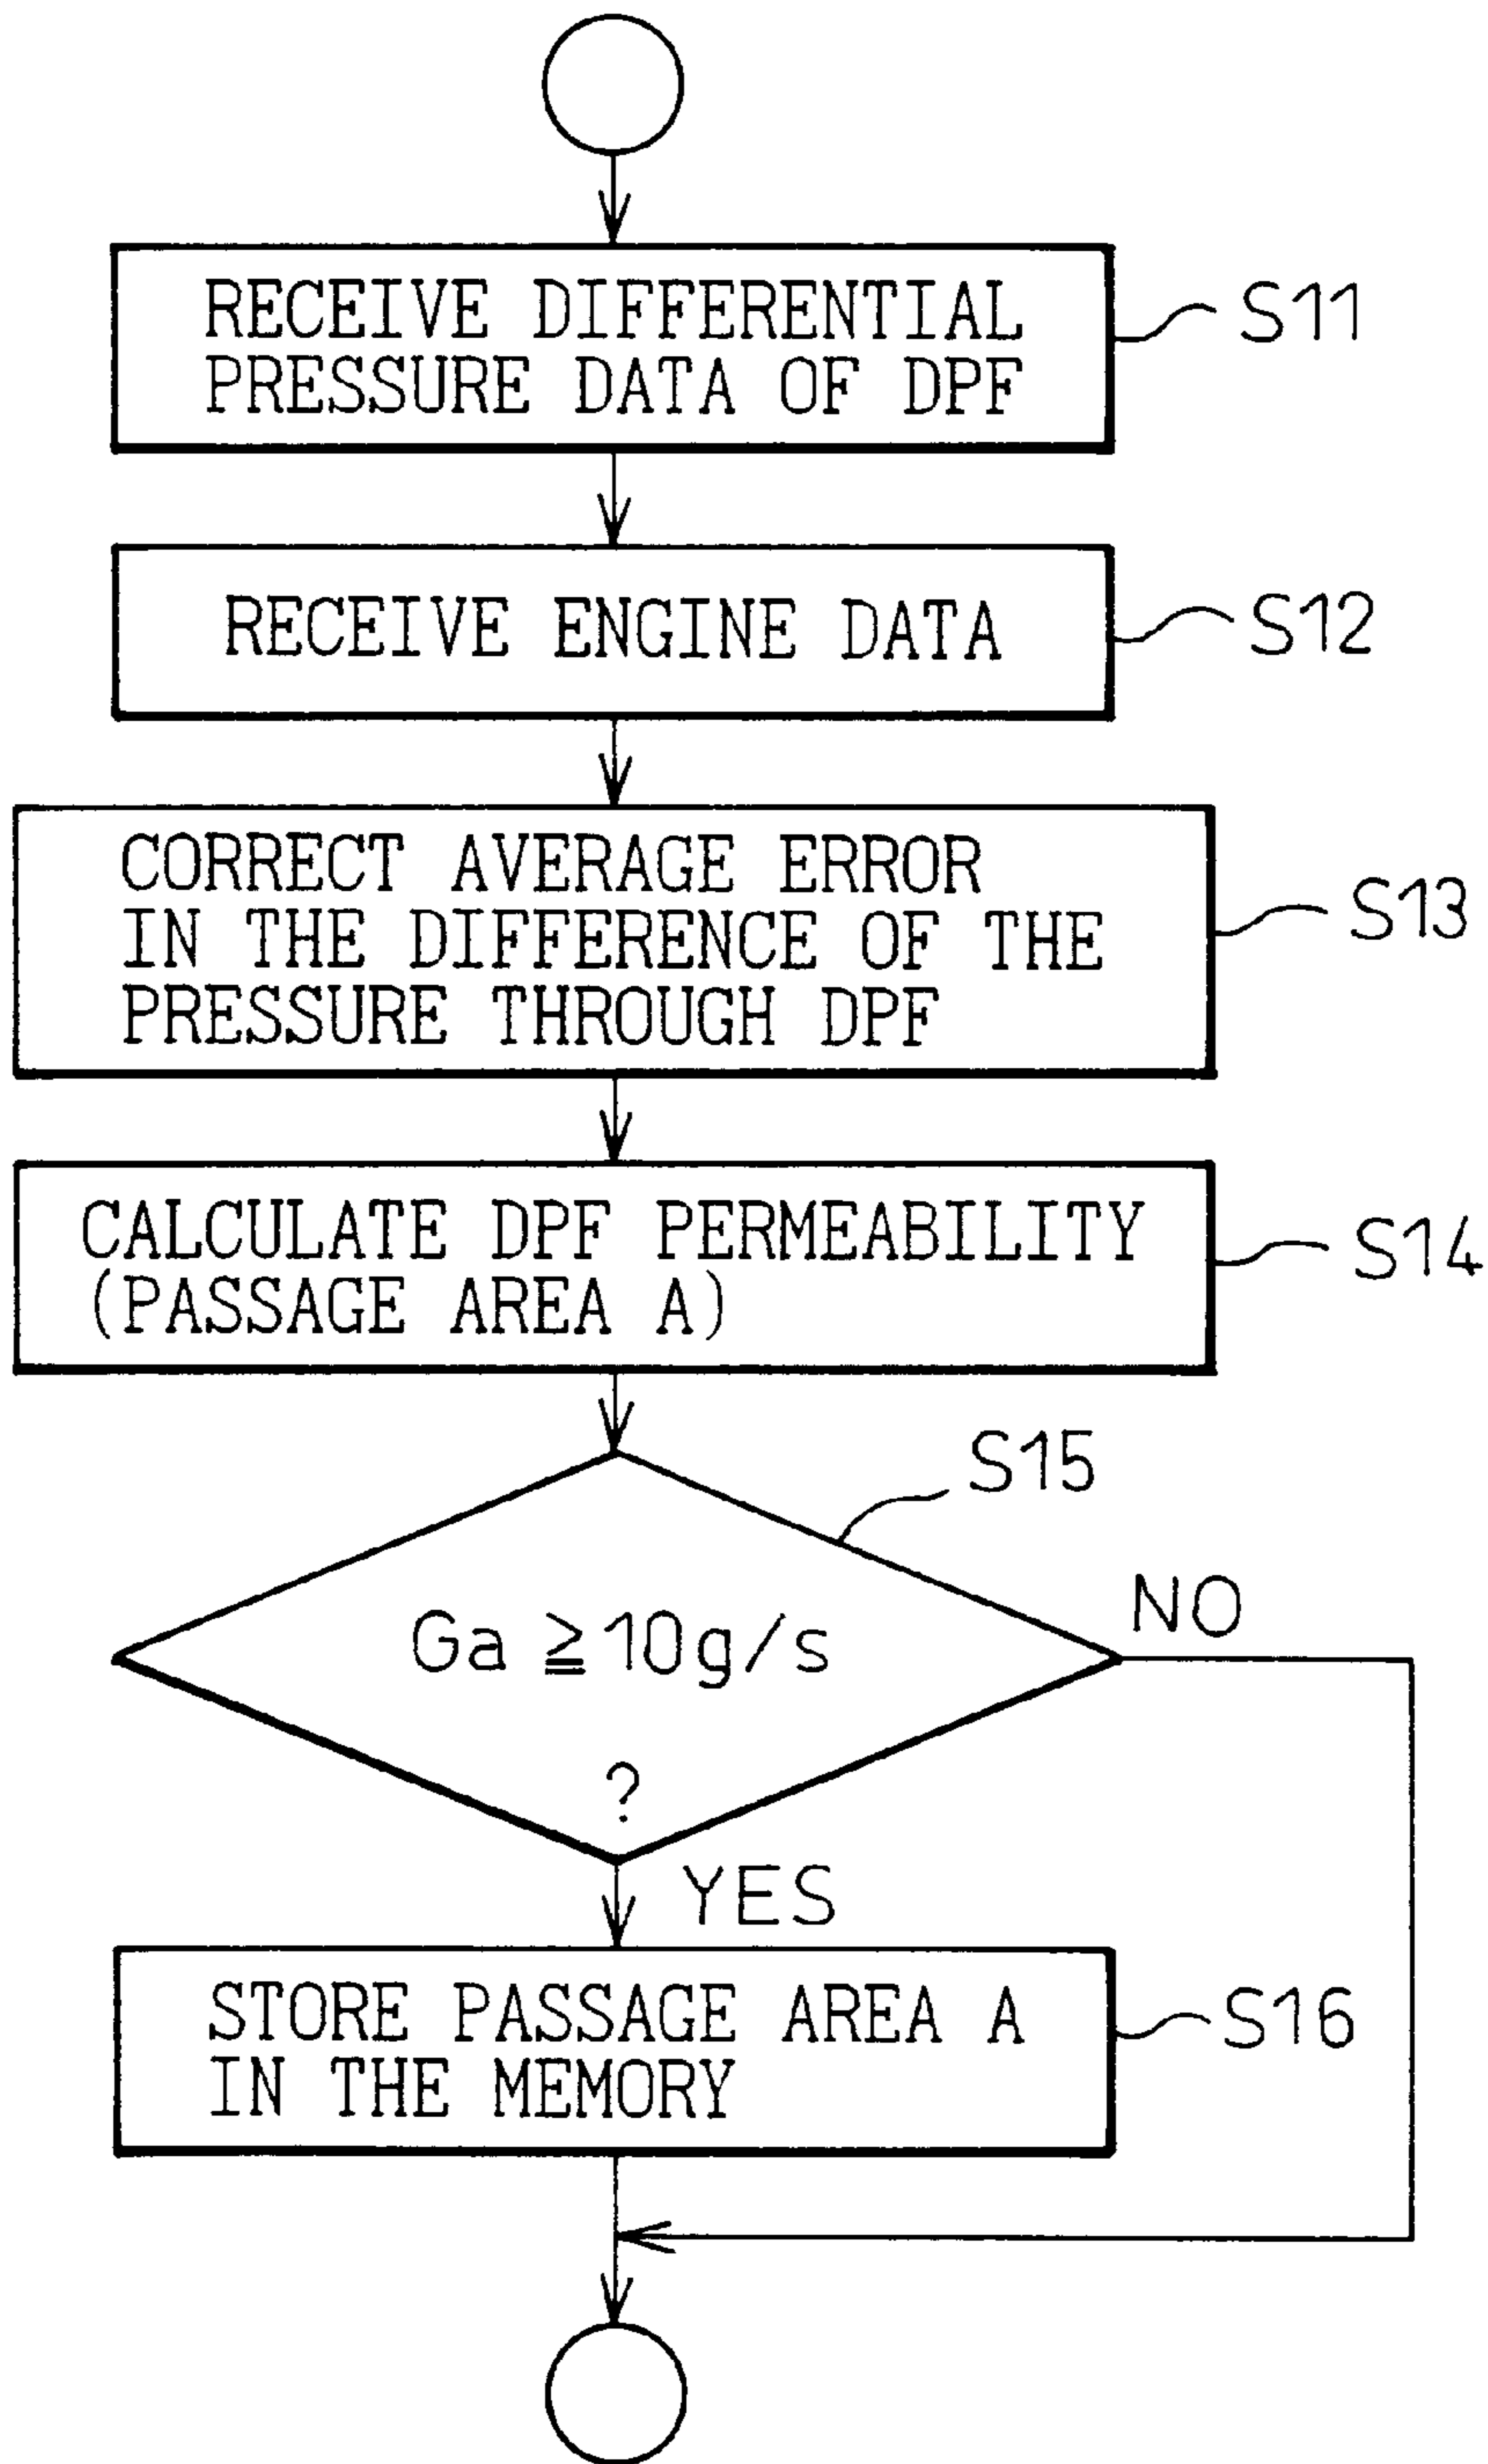 RECEIVE DIFFERENTIAL
PRESSURE DATA OF DPF
S11
RECEIVE ENGINE DATA
S12
CORRECT AVERAGE ERROR
IN THE DIFFERENCE OF THE
PRESSURE THROUGH DPF
S13
CALCULATE DPF PERMEABILITY
(PASSAGE AREA A)
S14
S15
Ga ≧10g/s
?
NO
YES
STORE PASSAGE AREA A
IN THE MEMORY
S16